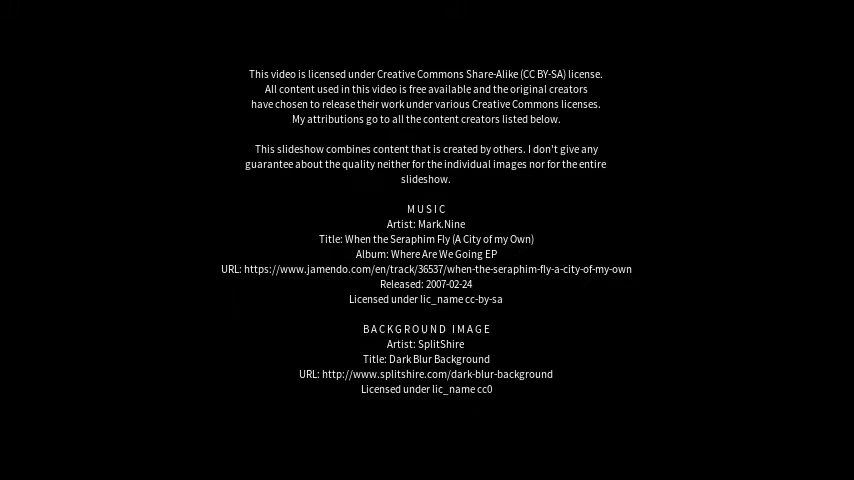 This video is licensed under Creative Commons Share-Alike (CC BY-SA) license.
All content used in this video is free available and the original creators
have chosen to release their work under various Creative Commons licenses.
My attributions go to all the content creators listed below.
This slideshow combines content that is created by others. I don't give any
guarantee about the quality neither for the individual images nor for the entire
slideshow.
MUSIC
Artist: Mark.Nine
Title: When the Seraphim Fly (A City of my Own)
Album: Where Are We Going EP
URL: https://www.jamendo.com/en/track/36537/when-the-seraphim-fly-a-city-of-my-own
Released: 2007-02-24
Licensed under lic_name cc-by-sa
BACKGROUND IMAGE
Artist: SplitShire
Title: Dark Blur Background
URL: http://www.splitshire.com/dark-blur-background
Licensed under lic_name cc0